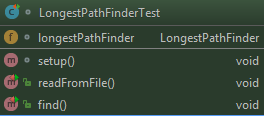 C LongestPathFinderTest
f longestPathFinder LongestPathFinder
m setup() void
m readFromFile() void
m find() void